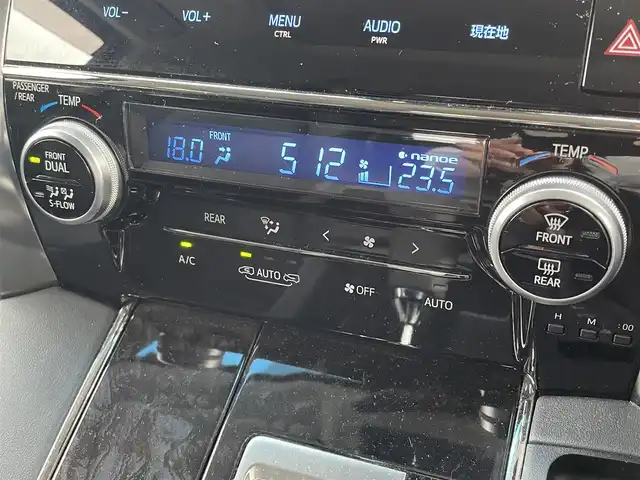 VOL− VOL+ MENU CTRL AUDIO PWR 現在地
PASSENGER /REAR TEMP
FRONT DUAL
S-FLOW
18.0 FRONT 5 12 nanoe 23.5
TEMP
FRONT
REAR
REAR
A/C AUTO OFF AUTO
H M :00